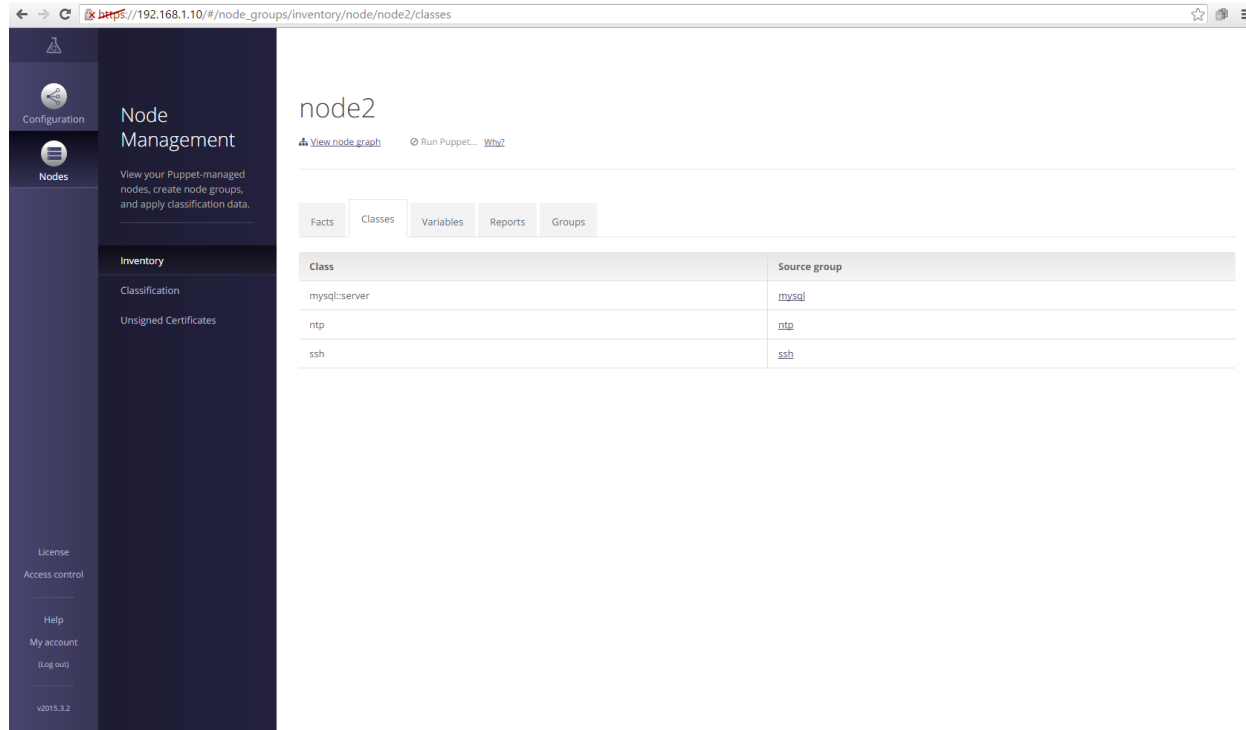 https://192.168.1.10/#/node_groups/inventory/node/node2/classes
Configuration
Nodes
Node
Management
View your Puppet-managed
nodes, create node groups,
and apply classification data.
Inventory
Classification
Unsigned Certificates
License
Access control
Help
My account
(Log out)
v2015.3.2
node2
View node graph Run Puppet... Why?
Facts Classes Variables Reports Groups
Class Source group
mysql::server mysql
ntp ntp
ssh ssh